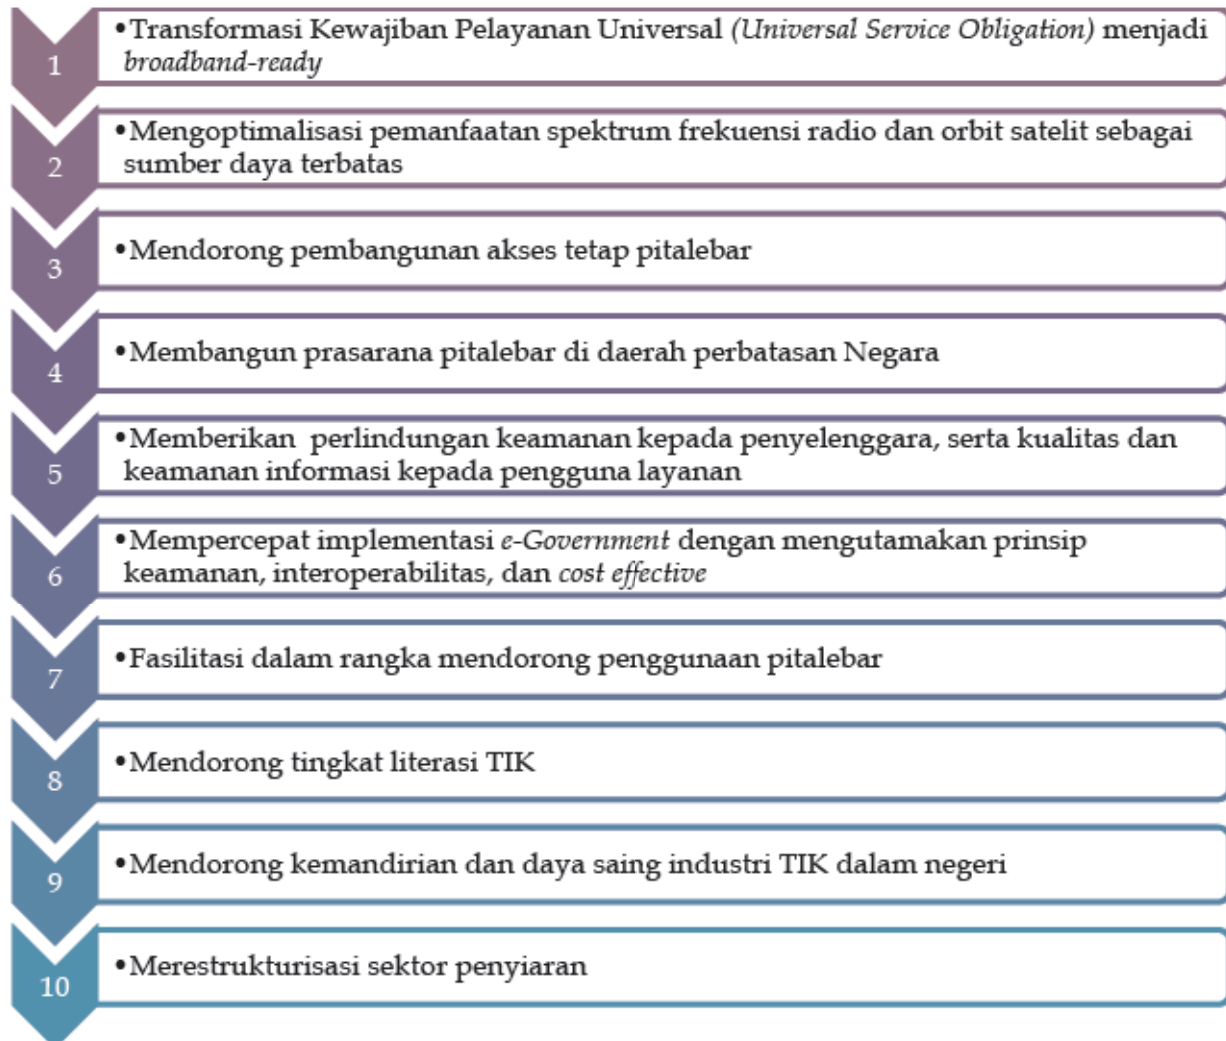 1
•Transformasi Kewajiban Pelayanan Universal (Universal Service Obligation) menjadi
broadband-ready
2
•Mengoptimalisasi pemanfaatan spektrum frekuensi radio dan orbit satelit sebagai
sumber daya terbatas
3
•Mendorong pembangunan akses tetap pitalebar
4
•Membangun prasarana pitalebar di daerah perbatasan Negara
5
•Memberikan perlindungan keamanan kepada penyelenggara, serta kualitas dan
keamanan informasi kepada pengguna layanan
6
•Mempercepat implementasi e-Government dengan mengutamakan prinsip
keamanan, interoperabilitas, dan cost effective
7
•Fasilitasi dalam rangka mendorong penggunaan pitalebar
8
•Mendorong tingkat literasi TIK
9
•Mendorong kemandirian dan daya saing industri TIK dalam negeri
10
•Merestrukturisasi sektor penyiaran